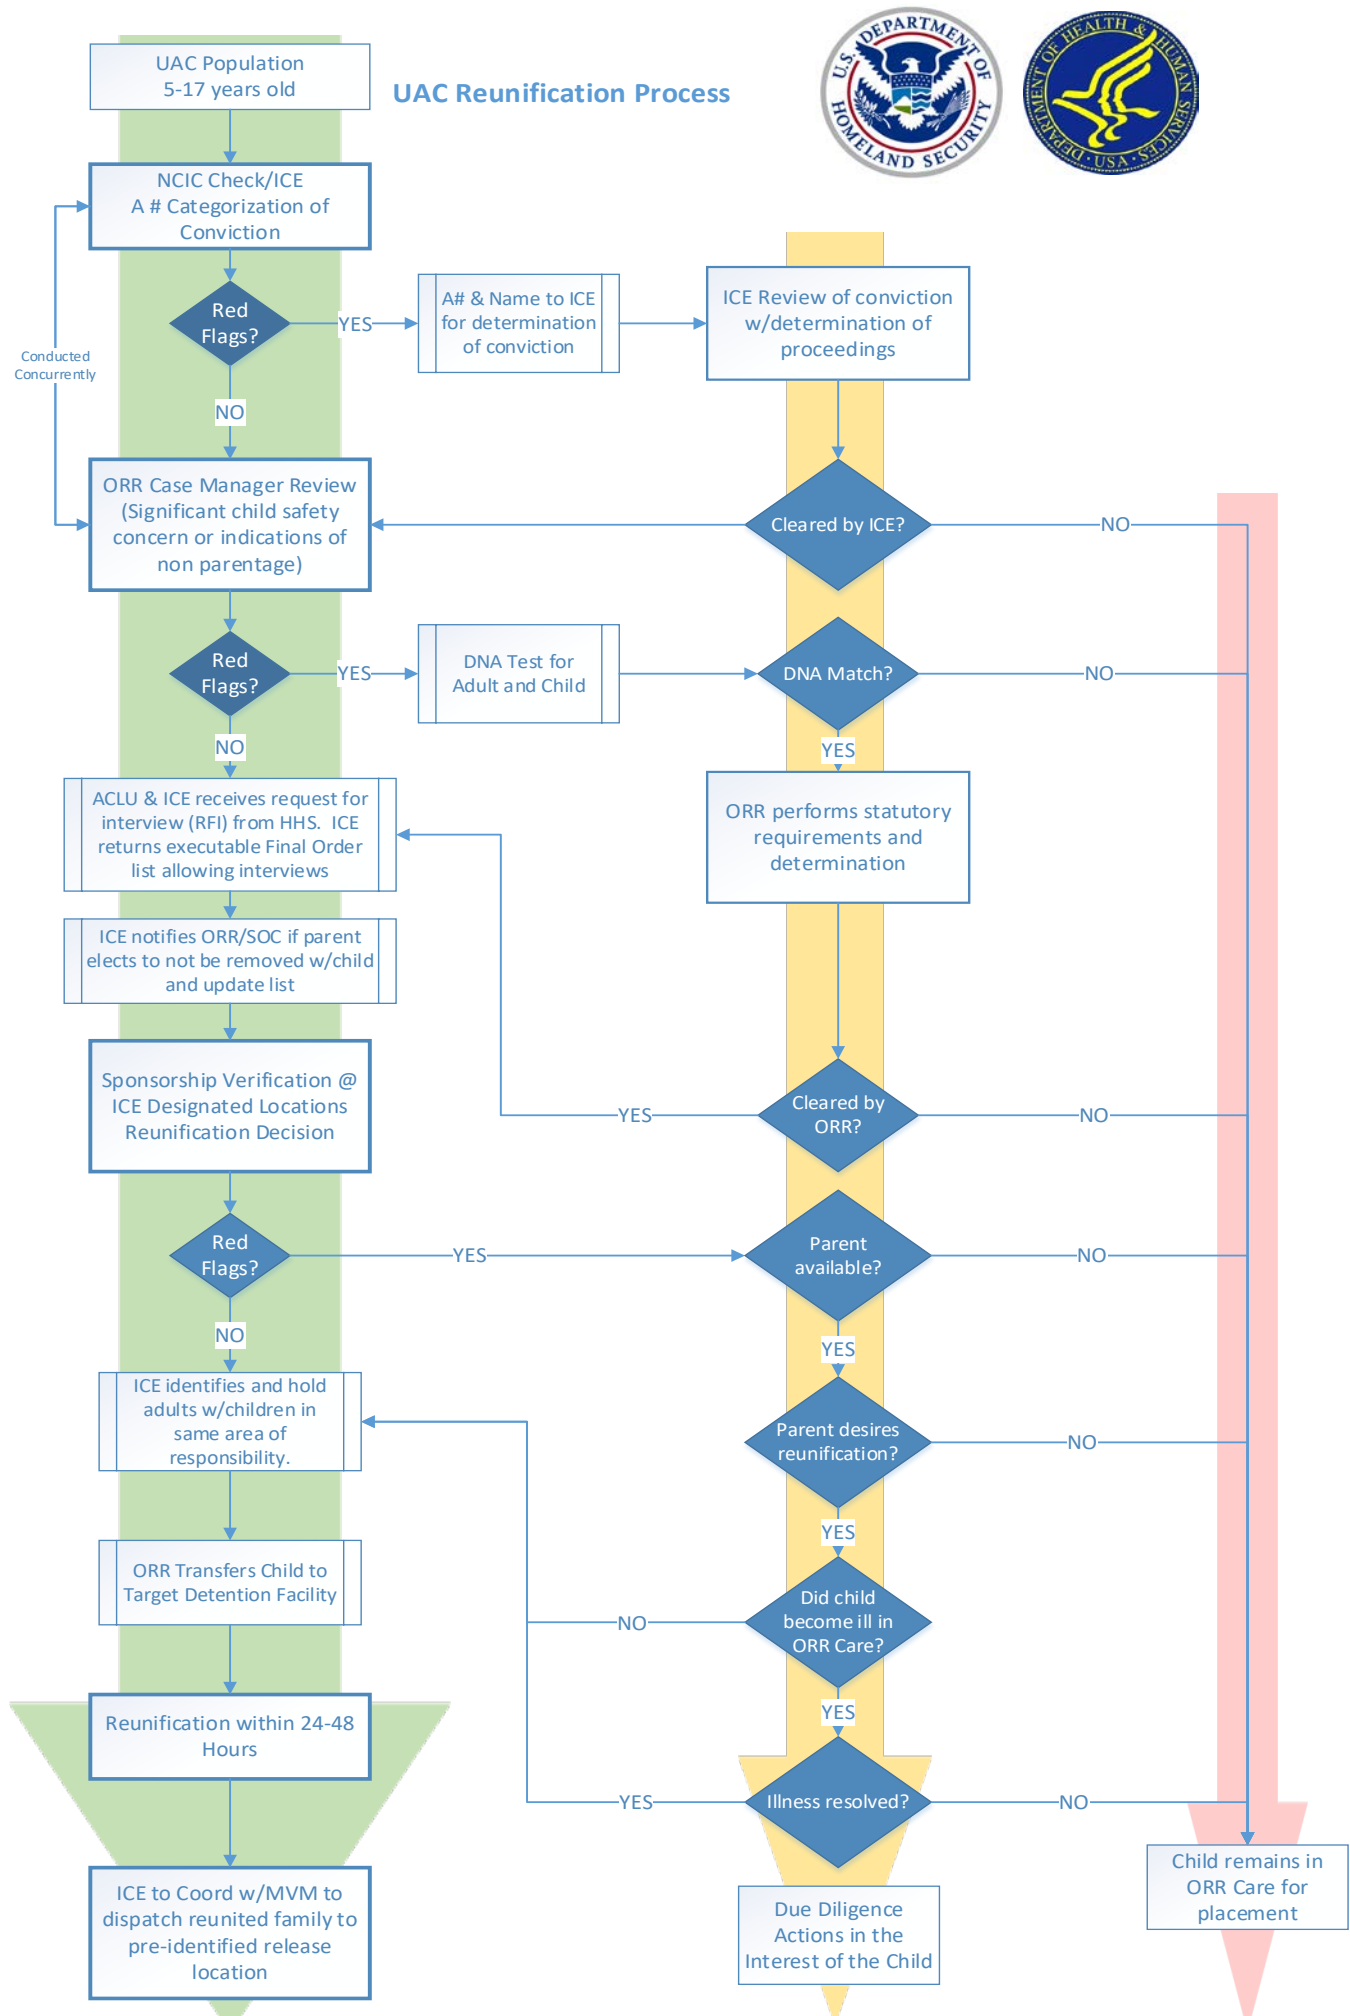 UAC Population
5-17 years old
UAC Reunification Process
U.S. DEPARTMENT OF
HOMELAND SECURITY
DEPARTMENT OF HEALTH & HUMAN SERVICES
· USA ·
NCIC Check/ICE
A # Categorization of
Conviction
Red
Flags?
YES
A# & Name to ICE
for determination
of conviction
ICE Review of conviction
w/determination of
proceedings
Conducted
Concurrently
NO
ORR Case Manager Review
(Significant child safety
concern or indications of
non parentage)
Cleared by ICE?
NO
Red
Flags?
YES
DNA Test for
Adult and Child
DNA Match?
NO
NO
YES
ACLU & ICE receives request for
interview (RFI) from HHS.  ICE
returns executable Final Order
list allowing interviews
ORR performs statutory
requirements and
determination
ICE notifies ORR/SOC if parent
elects to not be removed w/child
and update list
Sponsorship Verification @
ICE Designated Locations
Reunification Decision
YES
Cleared by
ORR?
NO
Red
Flags?
YES
Parent
available?
NO
NO
YES
ICE identifies and hold
adults w/children in
same area of
responsibility.
Parent desires
reunification?
NO
YES
ORR Transfers Child to
Target Detention Facility
NO
Did child
become ill in
ORR Care?
YES
Reunification within 24-48
Hours
YES
Illness resolved?
NO
ICE to Coord w/MVM to
dispatch reunited family to
pre-identified release
location
Due Diligence
Actions in the
Interest of the Child
Child remains in
ORR Care for
placement